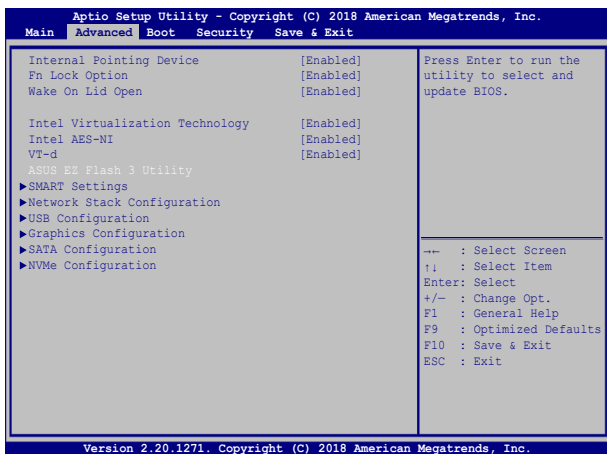 Aptio Setup Utility - Copyright (C) 2018 American Megatrends, Inc.
Main Advanced Boot Security Save & Exit
Internal Pointing Device [Enabled]
Fn Lock Option [Enabled]
Wake On Lid Open [Enabled]
Intel Virtualization Technology [Enabled]
Intel AES-NI [Enabled]
VT-d [Enabled]
ASUS EZ Flash 3 Utility
▶SMART Settings
▶Network Stack Configuration
▶USB Configuration
▶Graphics Configuration
▶SATA Configuration
▶NVMe Configuration
Press Enter to run the
utility to select and
update BIOS.
→← : Select Screen
↑↓ : Select Item
Enter: Select
+/— : Change Opt.
F1 : General Help
F9 : Optimized Defaults
F10 : Save & Exit
ESC : Exit
Version 2.20.1271. Copyright (C) 2018 American Megatrends, Inc.